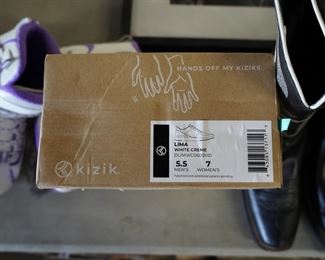 HANDS OFF MY KIZIKS.
LIMA
WHITE CREME
5.5 7
MEN'S WOMEN'S
kizik